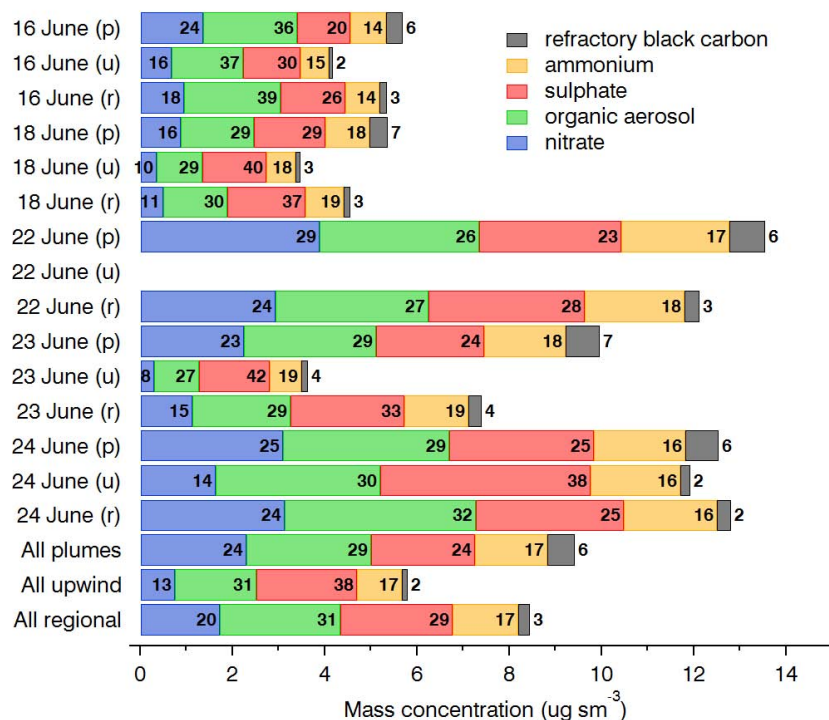 16 June (p) 24 36 20 14 6
16 June (u) 16 37 30 15 2
16 June (r) 18 39 26 14 3
18 June (p) 16 29 29 18 7
18 June (u) 10 29 40 18 3
18 June (r) 11 30 37 19 3
22 June (p) 29 26 23 17 6
22 June (u)
22 June (r) 24 27 28 18 3
23 June (p) 23 29 24 18 7
23 June (u) 8 27 42 19 4
23 June (r) 15 29 33 19 4
24 June (p) 25 29 25 16 6
24 June (u) 14 30 38 16 2
24 June (r) 24 32 25 16 2
All plumes 24 29 24 17 6
All upwind 13 31 38 17 2
All regional 20 31 29 17 3
refractory black carbon
ammonium
sulphate
organic aerosol
nitrate
0 2 4 6 8 10 12 14
Mass concentration (ug sm⁻³)